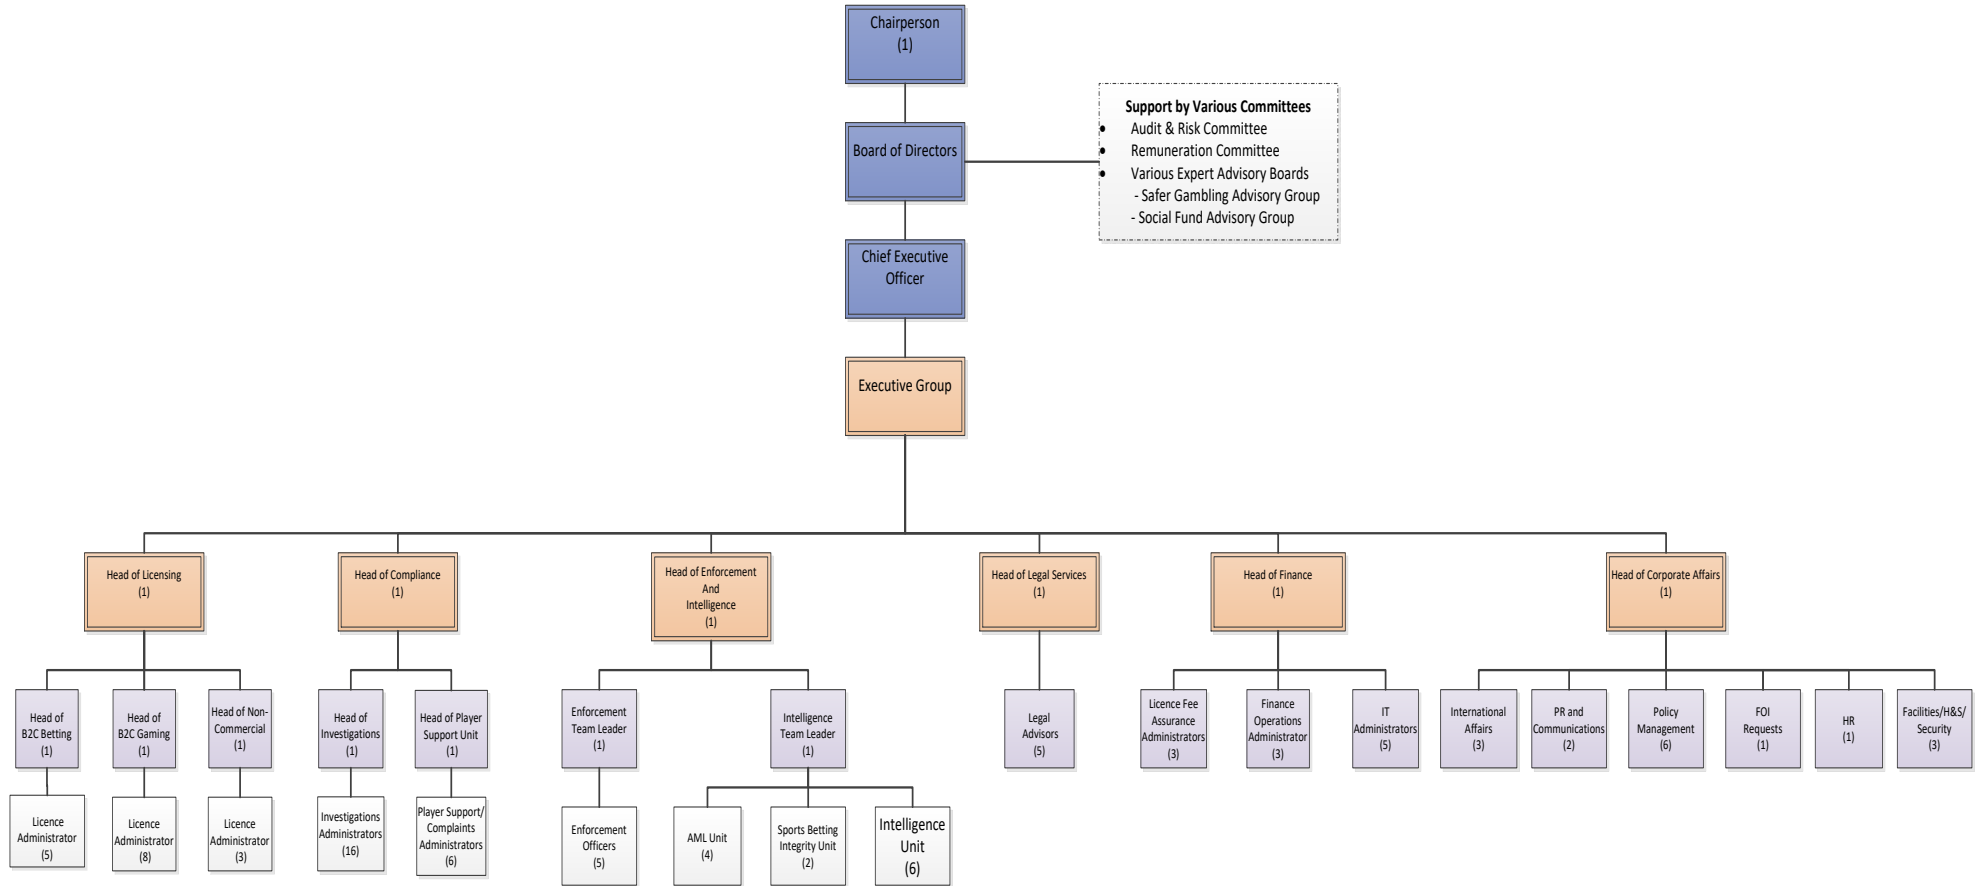 Chairperson
(1)
Support by Various Committees
• Audit & Risk Committee
Board of Directors
• Remuneration Committee
• Various Expert Advisory Boards
- Safer Gambling Advisory Group
- Social Fund Advisory Group
Chief Executive
Officer
Executive Group
Head of Licensing
(1)
Head of Compliance
(1)
Head of Enforcement
And
Intelligence
(1)
Head of Legal Services
(1)
Head of Finance
(1)
Head of Corporate Affairs
(1)
Head of
B2C Betting
(1)
Head of
B2C Gaming
(1)
Head of Non-
Commercial
(1)
Head of
Investigations
(1)
Head of Player
Support Unit
(1)
Enforcement
Team Leader
(1)
Intelligence
Team Leader
(1)
Legal
Advisors
(5)
Licence Fee
Assurance
Administrators
(3)
Finance
Operations
Administrator
(3)
IT
Administrators
(5)
International
Affairs
(3)
PR and
Communications
(2)
Policy
Management
(6)
FOI
Requests
(1)
HR
(1)
Facilities/H&S/
Security
(3)
Licence
Administrator
(5)
Licence
Administrator
(8)
Licence
Administrator
(3)
Investigations
Administrators
(16)
Player Support/
Complaints
Administrators
(6)
Enforcement
Officers
(5)
AML Unit
(4)
Sports Betting
Integrity Unit
(2)
Intelligence
Unit
(6)